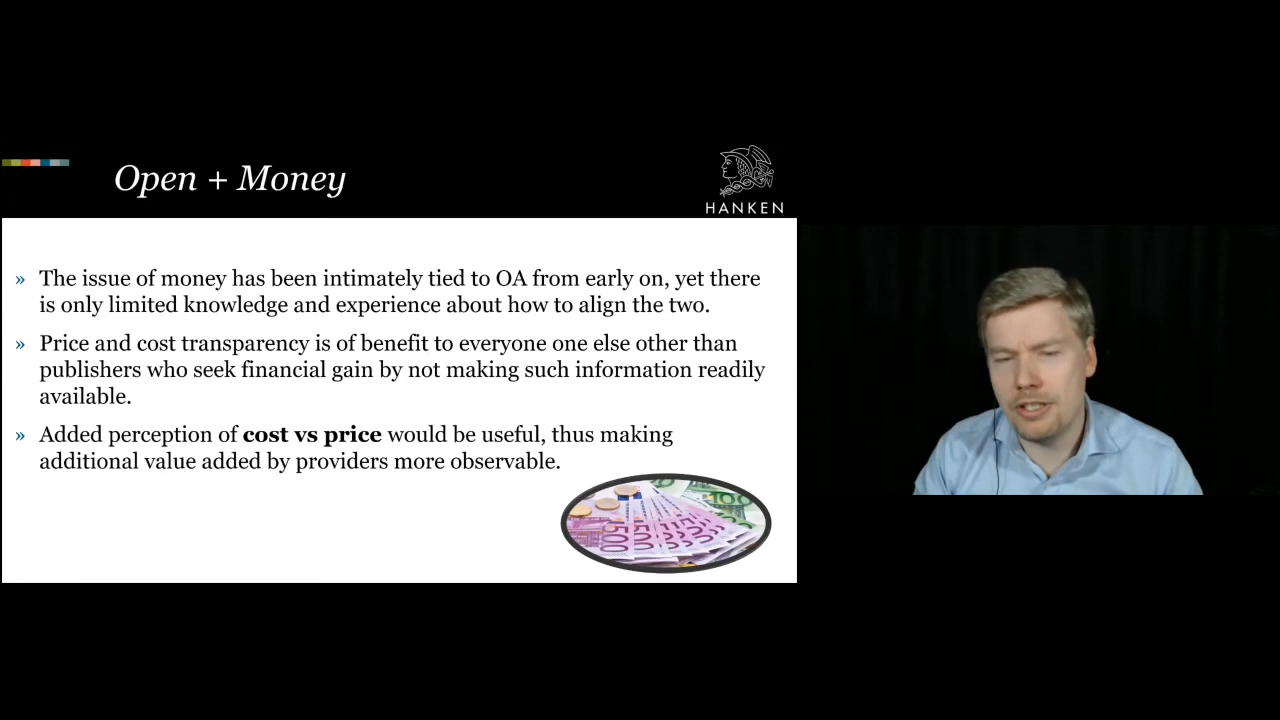 Open + Money
HANKEN
» The issue of money has been intimately tied to OA from early on, yet there
is only limited knowledge and experience about how to align the two.
» Price and cost transparency is of benefit to everyone one else other than
publishers who seek financial gain by not making such information readily
available.
» Added perception of cost vs price would be useful, thus making
additional value added by providers more observable.
500
500
100